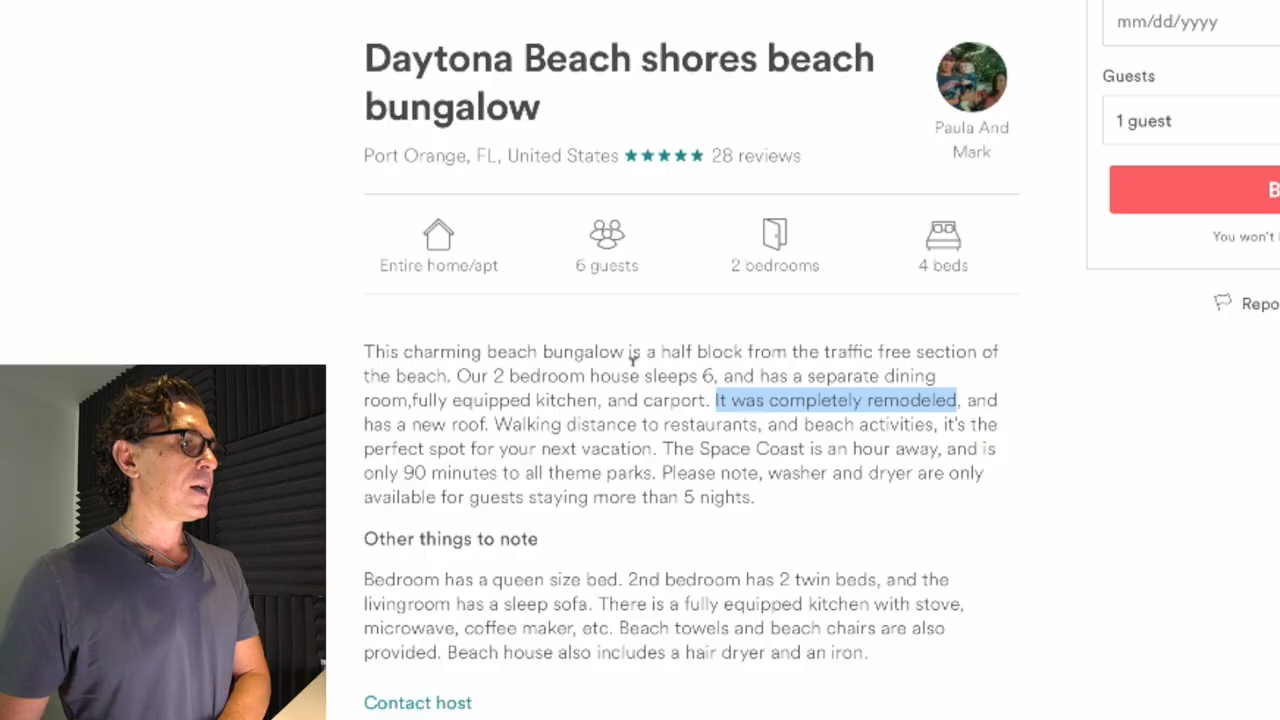 mm/dd/yyyy
Daytona Beach shores beach
bungalow
Guests
1 guest
Paula And
Mark
Port Orange, FL, United States ★★★★★ 28 reviews
B
You won't
Entire home/apt
6 guests
2 bedrooms
4 beds
Repo
This charming beach bungalow is a half block from the traffic free section of
the beach. Our 2 bedroom house sleeps 6, and has a separate dining
room,fully equipped kitchen, and carport. It was completely remodeled, and
has a new roof. Walking distance to restaurants, and beach activities, it's the
perfect spot for your next vacation. The Space Coast is an hour away, and is
only 90 minutes to all theme parks. Please note, washer and dryer are only
available for guests staying more than 5 nights.
Other things to note
Bedroom has a queen size bed. 2nd bedroom has 2 twin beds, and the
livingroom has a sleep sofa. There is a fully equipped kitchen with stove,
microwave, coffee maker, etc. Beach towels and beach chairs are also
provided. Beach house also includes a hair dryer and an iron.
Contact host